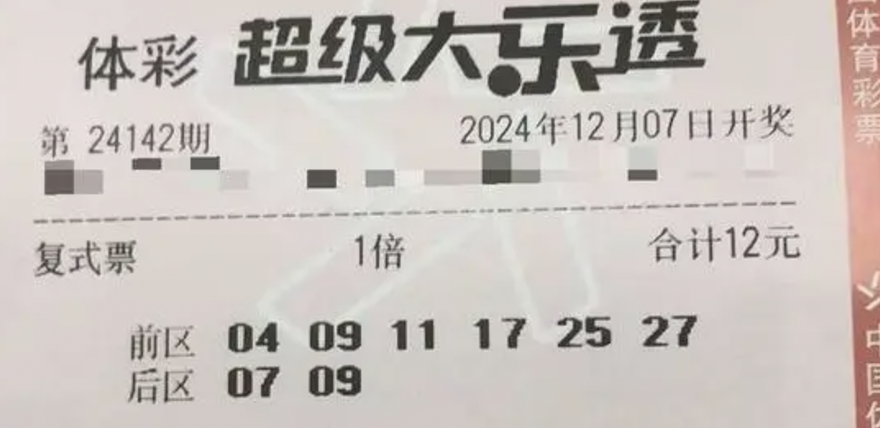 体彩 超级大乐透
第 24142期 2024年12月07日开奖
复式票 1倍 合计12元
前区 04 09 11 17 25 27
后区 07 09
体育彩票
中国体